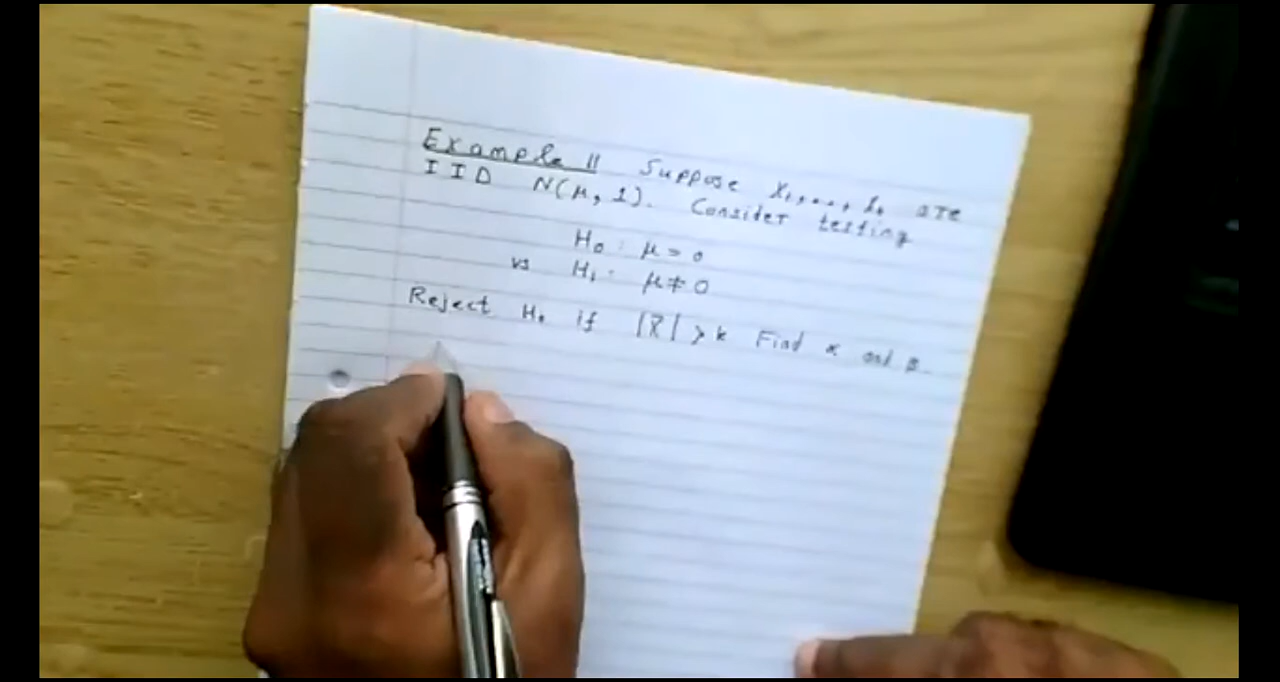 Example 11 Suppose X₁, ..., Xₙ are
IID N(μ, 1). Consider testing
H₀ : μ = 0
vs H₁ : μ ≠ 0
Reject H₀ if |X̄| > k Find α and β